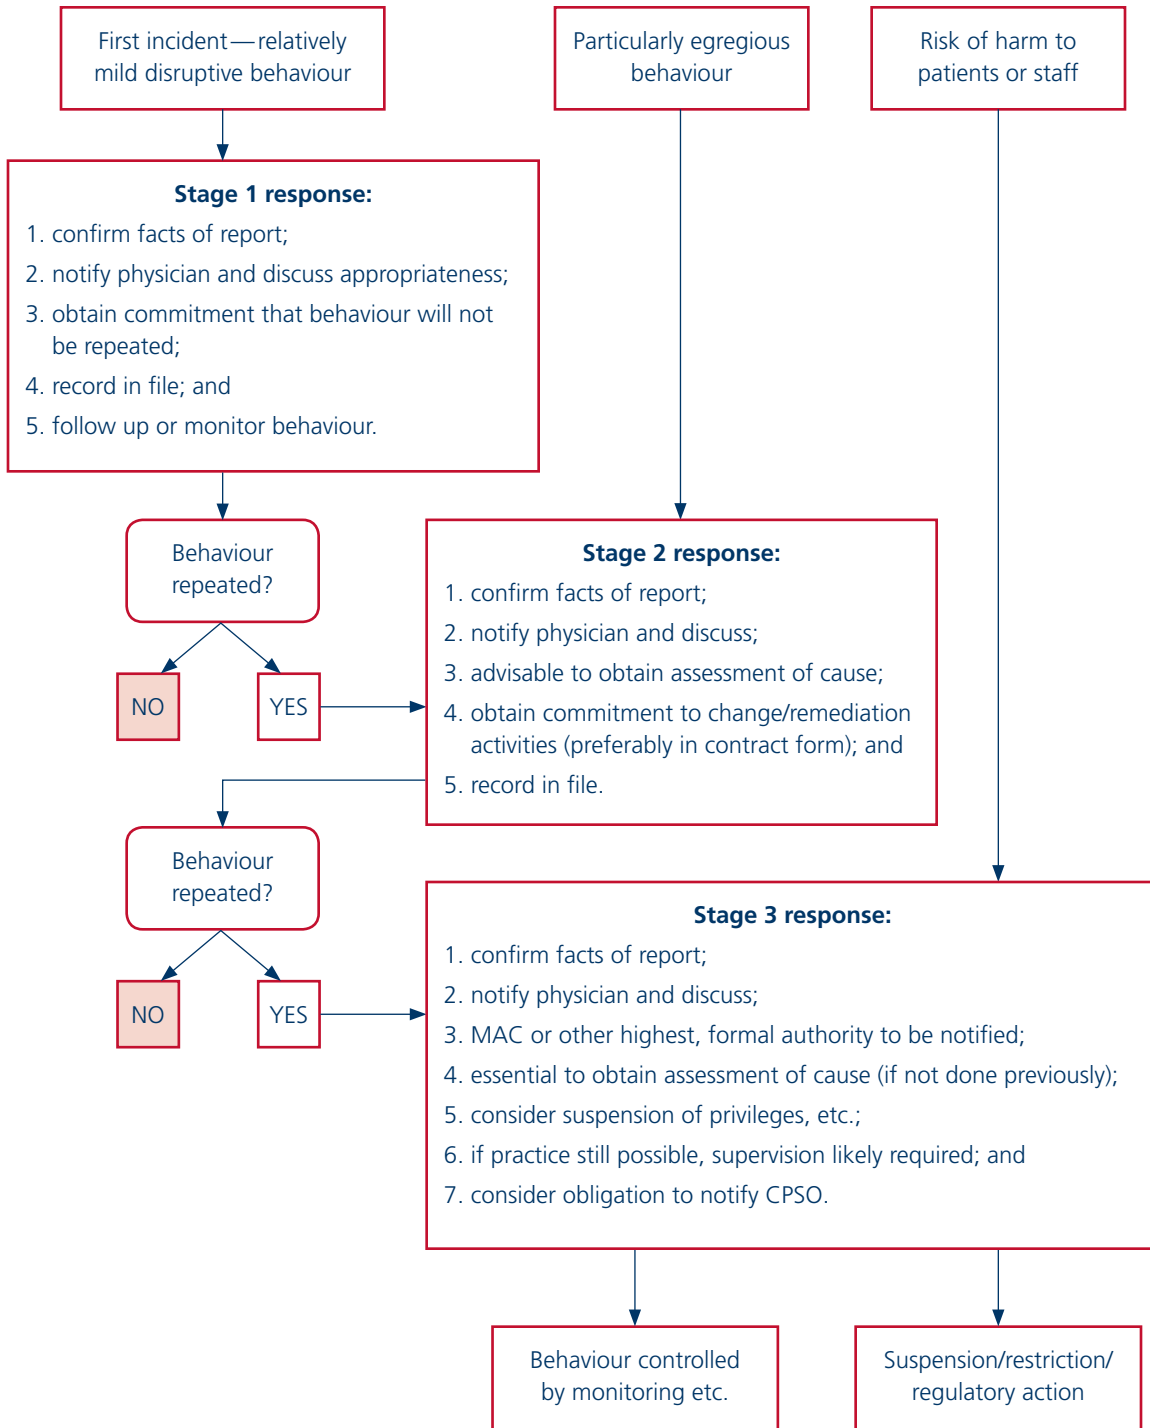 First incident—relatively
mild disruptive behaviour
Particularly egregious
behaviour
Risk of harm to
patients or staff
Stage 1 response:
1. confirm facts of report;
2. notify physician and discuss appropriateness;
3. obtain commitment that behaviour will not
be repeated;
4. record in file; and
5. follow up or monitor behaviour.
Behaviour
repeated?
NO
YES
Stage 2 response:
1. confirm facts of report;
2. notify physician and discuss;
3. advisable to obtain assessment of cause;
4. obtain commitment to change/remediation
activities (preferably in contract form); and
5. record in file.
Behaviour
repeated?
NO
YES
Stage 3 response:
1. confirm facts of report;
2. notify physician and discuss;
3. MAC or other highest, formal authority to be notified;
4. essential to obtain assessment of cause (if not done previously);
5. consider suspension of privileges, etc.;
6. if practice still possible, supervision likely required; and
7. consider obligation to notify CPSO.
Behaviour controlled
by monitoring etc.
Suspension/restriction/
regulatory action